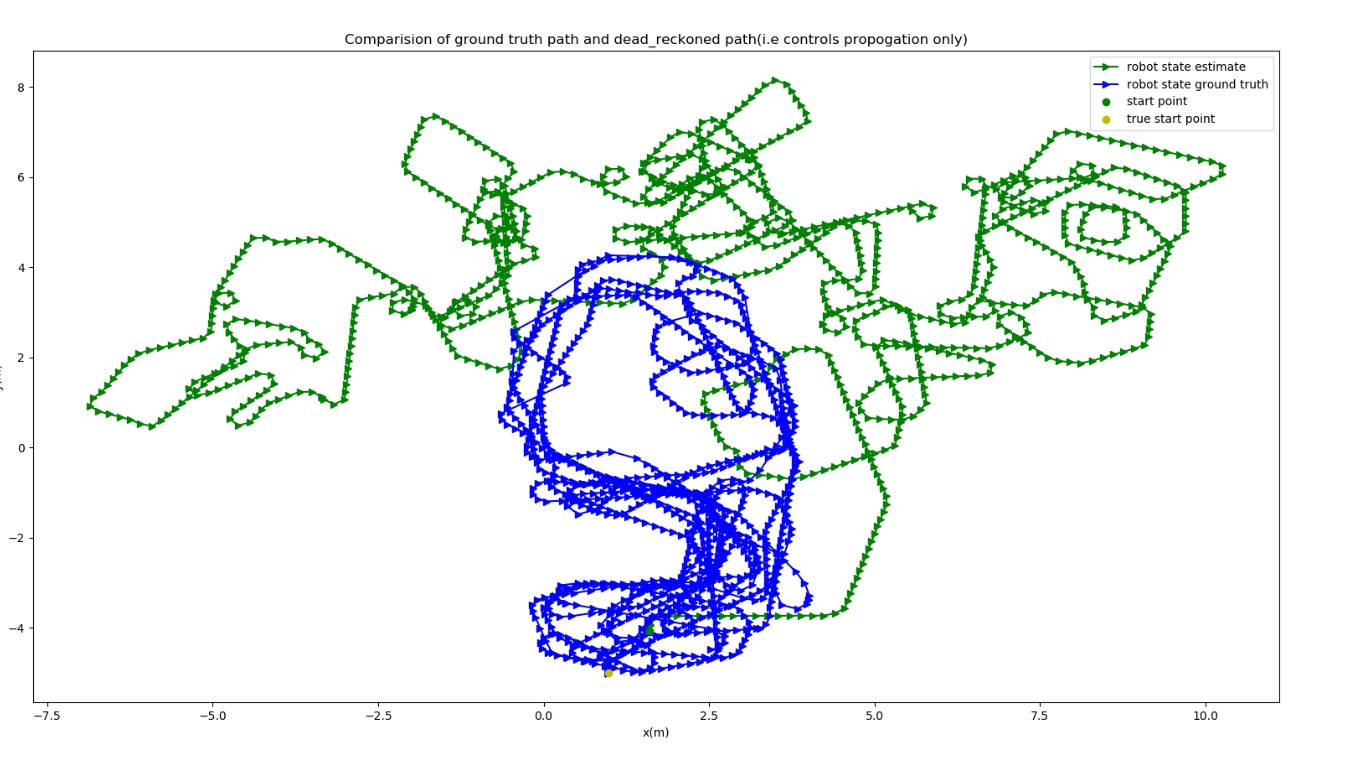 Comparision of ground truth path and dead_reckoned path(i.e controls propogation only)
robot state estimate
robot state ground truth
start point
true start point
8
6
4
2
0
−2
−4
−7.5 −5.0 −2.5 0.0 2.5 5.0 7.5 10.0
x(m)